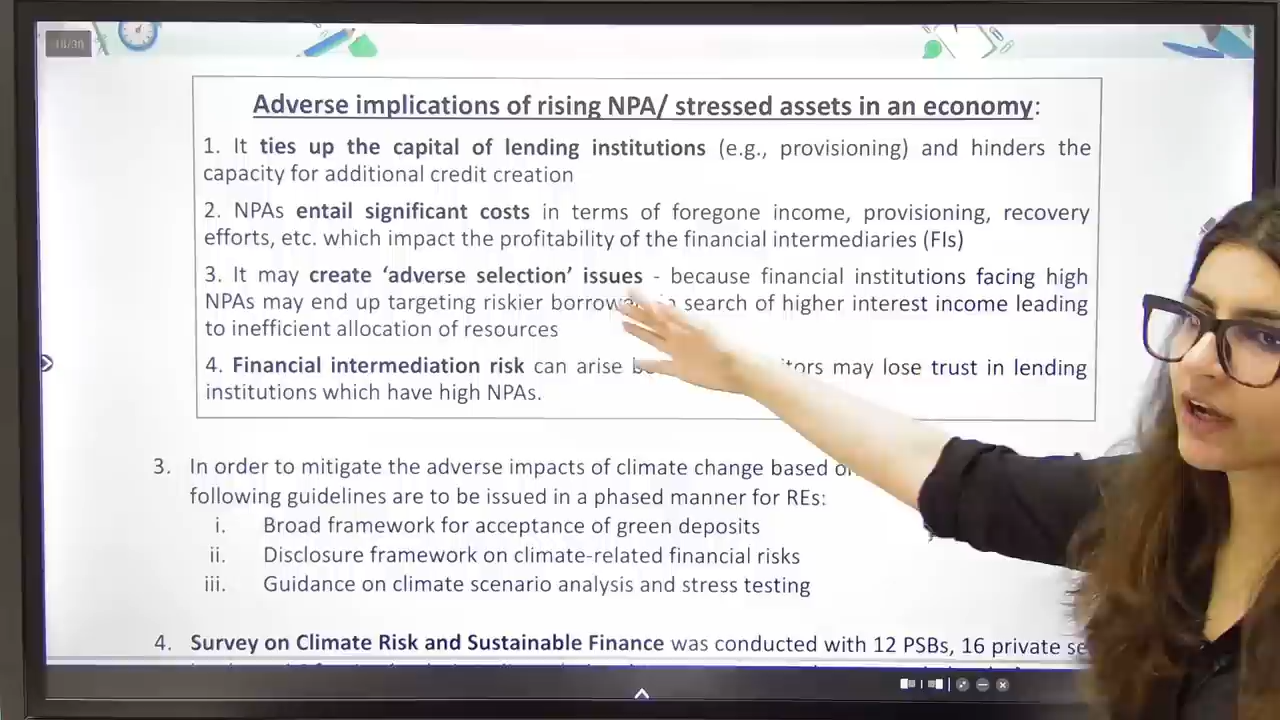 18/30
Adverse implications of rising NPA/ stressed assets in an economy:
1. It ties up the capital of lending institutions (e.g., provisioning) and hinders the
capacity for additional credit creation
2. NPAs entail significant costs in terms of foregone income, provisioning, recovery
efforts, etc. which impact the profitability of the financial intermediaries (FIs)
3. It may create ‘adverse selection’ issues - because financial institutions facing high
NPAs may end up targeting riskier search of higher interest income leading
to inefficient allocation of resources
4. Financial intermediation risk can arise may lose trust in lending
institutions which have high NPAs.
3. In order to mitigate the adverse impacts of climate change based
following guidelines are to be issued in a phased manner for REs:
i. Broad framework for acceptance of green deposits
ii. Disclosure framework on climate-related financial risks
iii. Guidance on climate scenario analysis and stress testing
4. Survey on Climate Risk and Sustainable Finance was conducted with 12 PSBs, 16 private